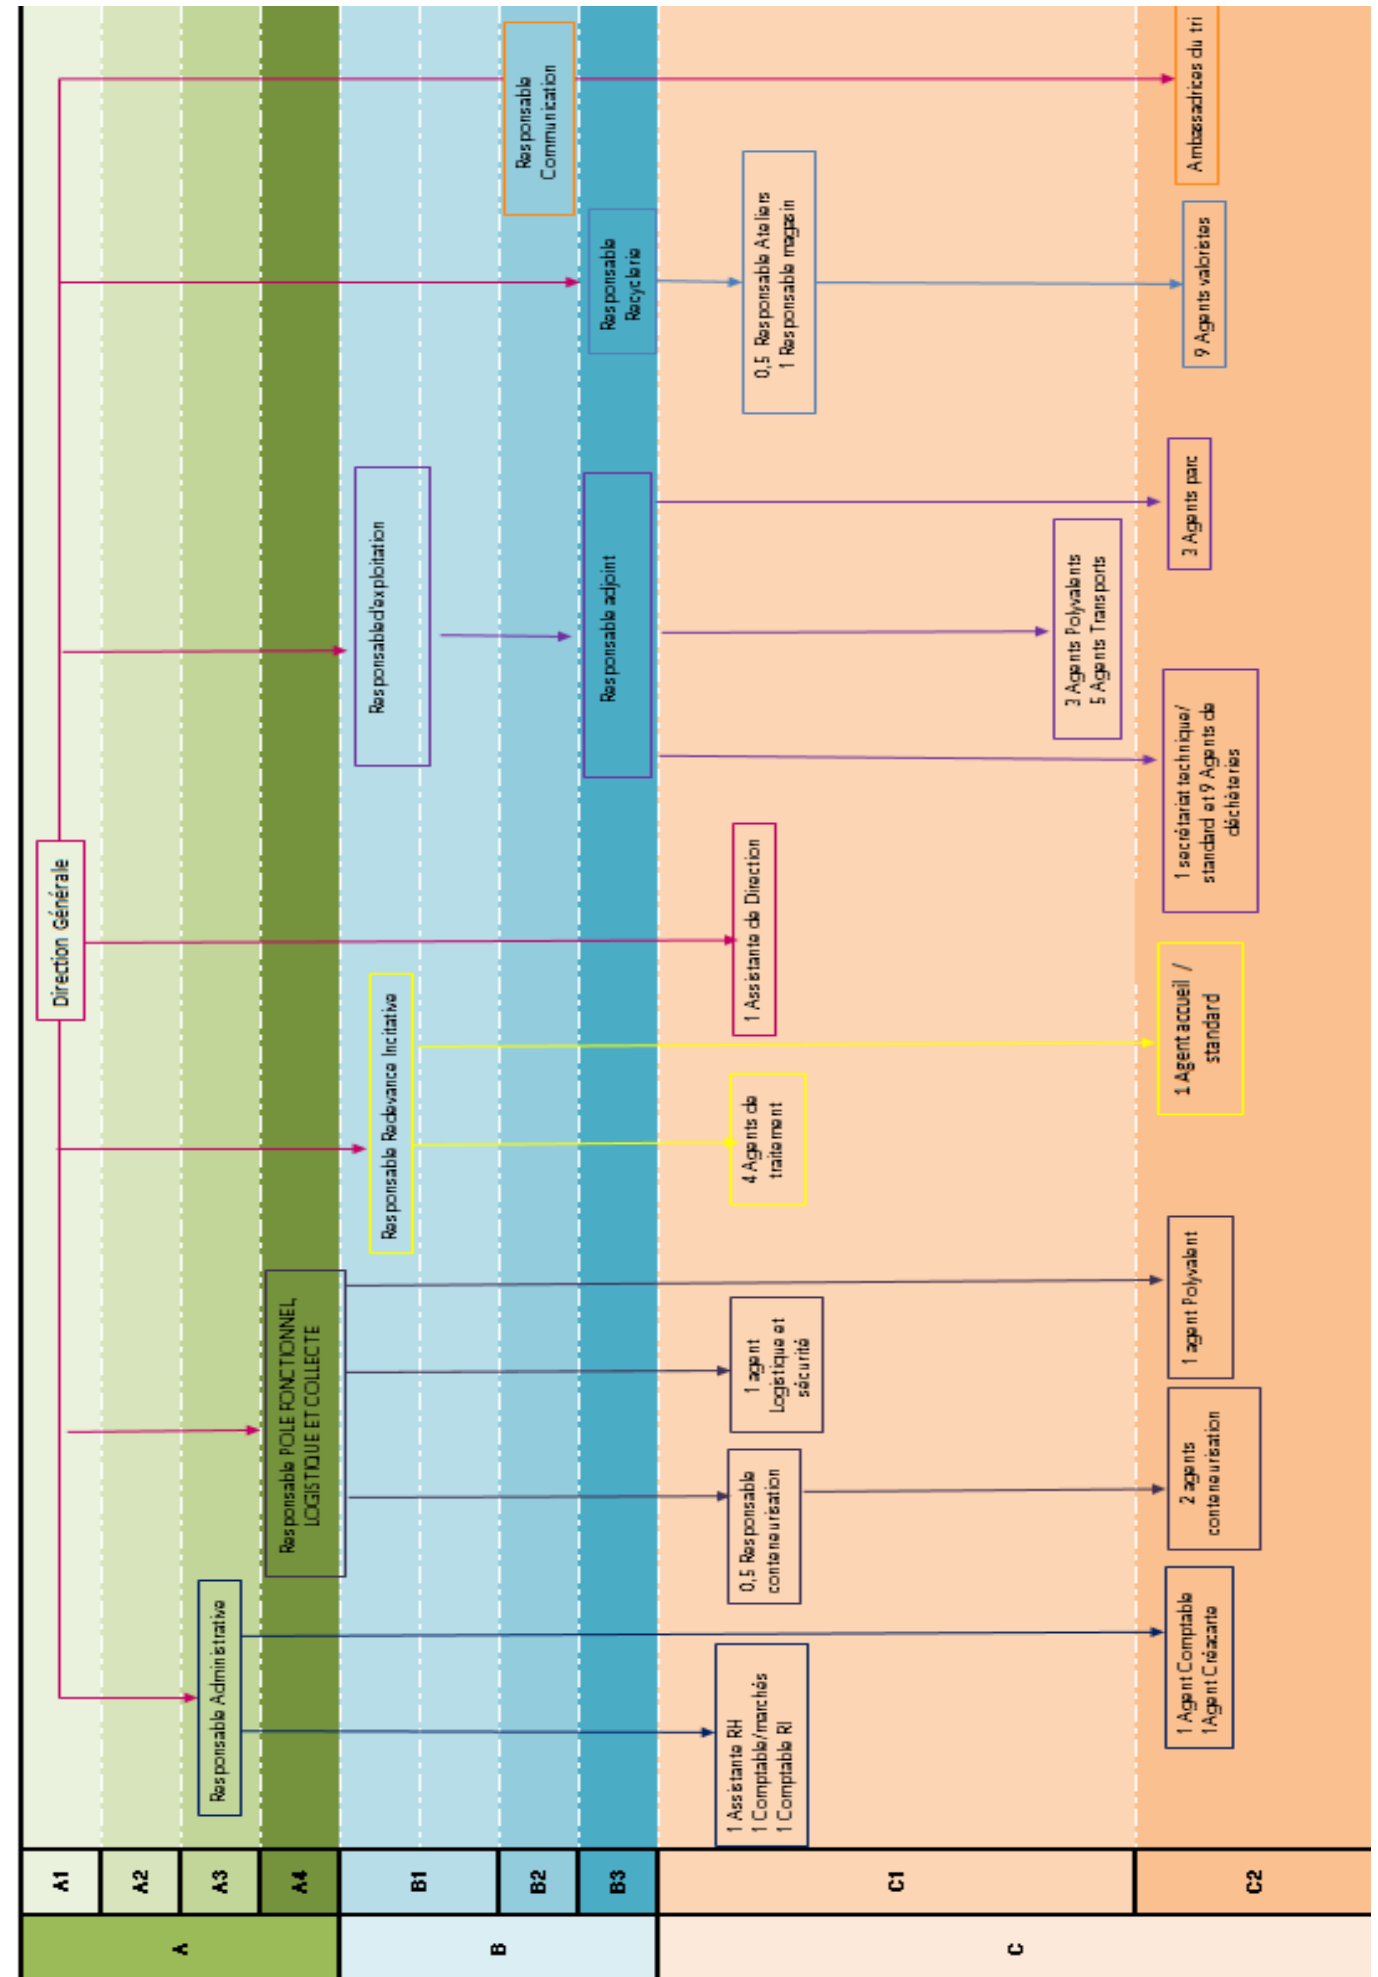 A
A1
A2
A3
A4
B
B1
B2
B3
C
C1
C2
Direction Générale
Responsable Administrative
1 Assistante RH
1 Comptable/marchés
1 Comptable RI
1 Agent Comptable
1Agent Créacarte
Responsable POLE FONCTIONNEL,
LOGISTIQUE ET COLLECTE
0,5 Responsable
conteneurisation
2 agents
conteneurisation
1 agent
Logistique et
sécurité
1 agent Polyvalent
Responsable Redevance Incitative
4 Agents de
traitement
1 Agent accueil /
standard
1 Assistante de Direction
Responsable d'exploitation
Responsable adjoint
1 secrétariat technique/
standard et 9 Agents de
déchèteries
3 Agents Polyvalents
5 Agents Transports
3 Agents parc
Responsable
Recyclerie
0,5 Responsable Ateliers
1 Responsable magasin
9 Agents valoristes
Responsable
Communication
Ambassadrices du tri